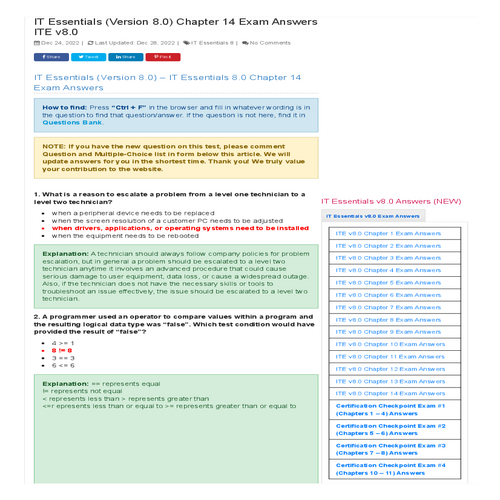 IT Essentials (Version 8.0) Chapter 14 Exam Answers
ITE v8.0
Dec 24, 2022 | Last Updated: Dec 28, 2022 | IT Essentials 8 | No Comments
Share Tweet Share Pin
IT Essentials (Version 8.0) – IT Essentials 8.0 Chapter 14
Exam Answers
How to find: Press “Ctrl + F” in the browser and fill in whatever wording is in
the question to find that question/answer. If the question is not here, find it in
Questions Bank.
NOTE: If you have the new question on this test, please comment
Question and Multiple-Choice list in form below this article. We will
update answers for you in the shortest time. Thank you! We truly value
your contribution to the website.
1. What is a reason to escalate a problem from a level one technician to a
level two technician?
when a peripheral device needs to be replaced
when the screen resolution of a customer PC needs to be adjusted
when drivers, applications, or operating systems need to be installed
when the equipment needs to be rebooted
Explanation: A technician should always follow company policies for problem
escalation, but in general a problem should be escalated to a level two
technician anytime it involves an advanced procedure that could cause
serious damage to user equipment, data loss, or cause a widespread outage.
Also, if the technician does not have the necessary skills or tools to
troubleshoot an issue effectively, the issue should be escalated to a level two
technician.
2. A programmer used an operator to compare values within a program and
the resulting logical data type was “false”. Which test condition would have
provided the result of “false”?
4 >= 1
8 != 8
3 == 3
6 <= 6
Explanation: == represents equal
!= represents not equal
< represents less than > represents greater than
<=r epresents less than or equal to >= represents greater than or equal to
IT Essentials v8.0 Answers (NEW)
IT Essentials v8.0 Exam Answers
ITE v8.0 Chapter 1 Exam Answers
ITE v8.0 Chapter 2 Exam Answers
ITE v8.0 Chapter 3 Exam Answers
ITE v8.0 Chapter 4 Exam Answers
ITE v8.0 Chapter 5 Exam Answers
ITE v8.0 Chapter 6 Exam Answers
ITE v8.0 Chapter 7 Exam Answers
ITE v8.0 Chapter 8 Exam Answers
ITE v8.0 Chapter 9 Exam Answers
ITE v8.0 Chapter 10 Exam Answers
ITE v8.0 Chapter 11 Exam Answers
ITE v8.0 Chapter 12 Exam Answers
ITE v8.0 Chapter 13 Exam Answers
ITE v8.0 Chapter 14 Exam Answers
Certification Checkpoint Exam #1
(Chapters 1 – 4) Answers
Certification Checkpoint Exam #2
(Chapters 5 – 6) Answers
Certification Checkpoint Exam #3
(Chapters 7 – 8) Answers
Certification Checkpoint Exam #4
(Chapters 10 – 11) Answers